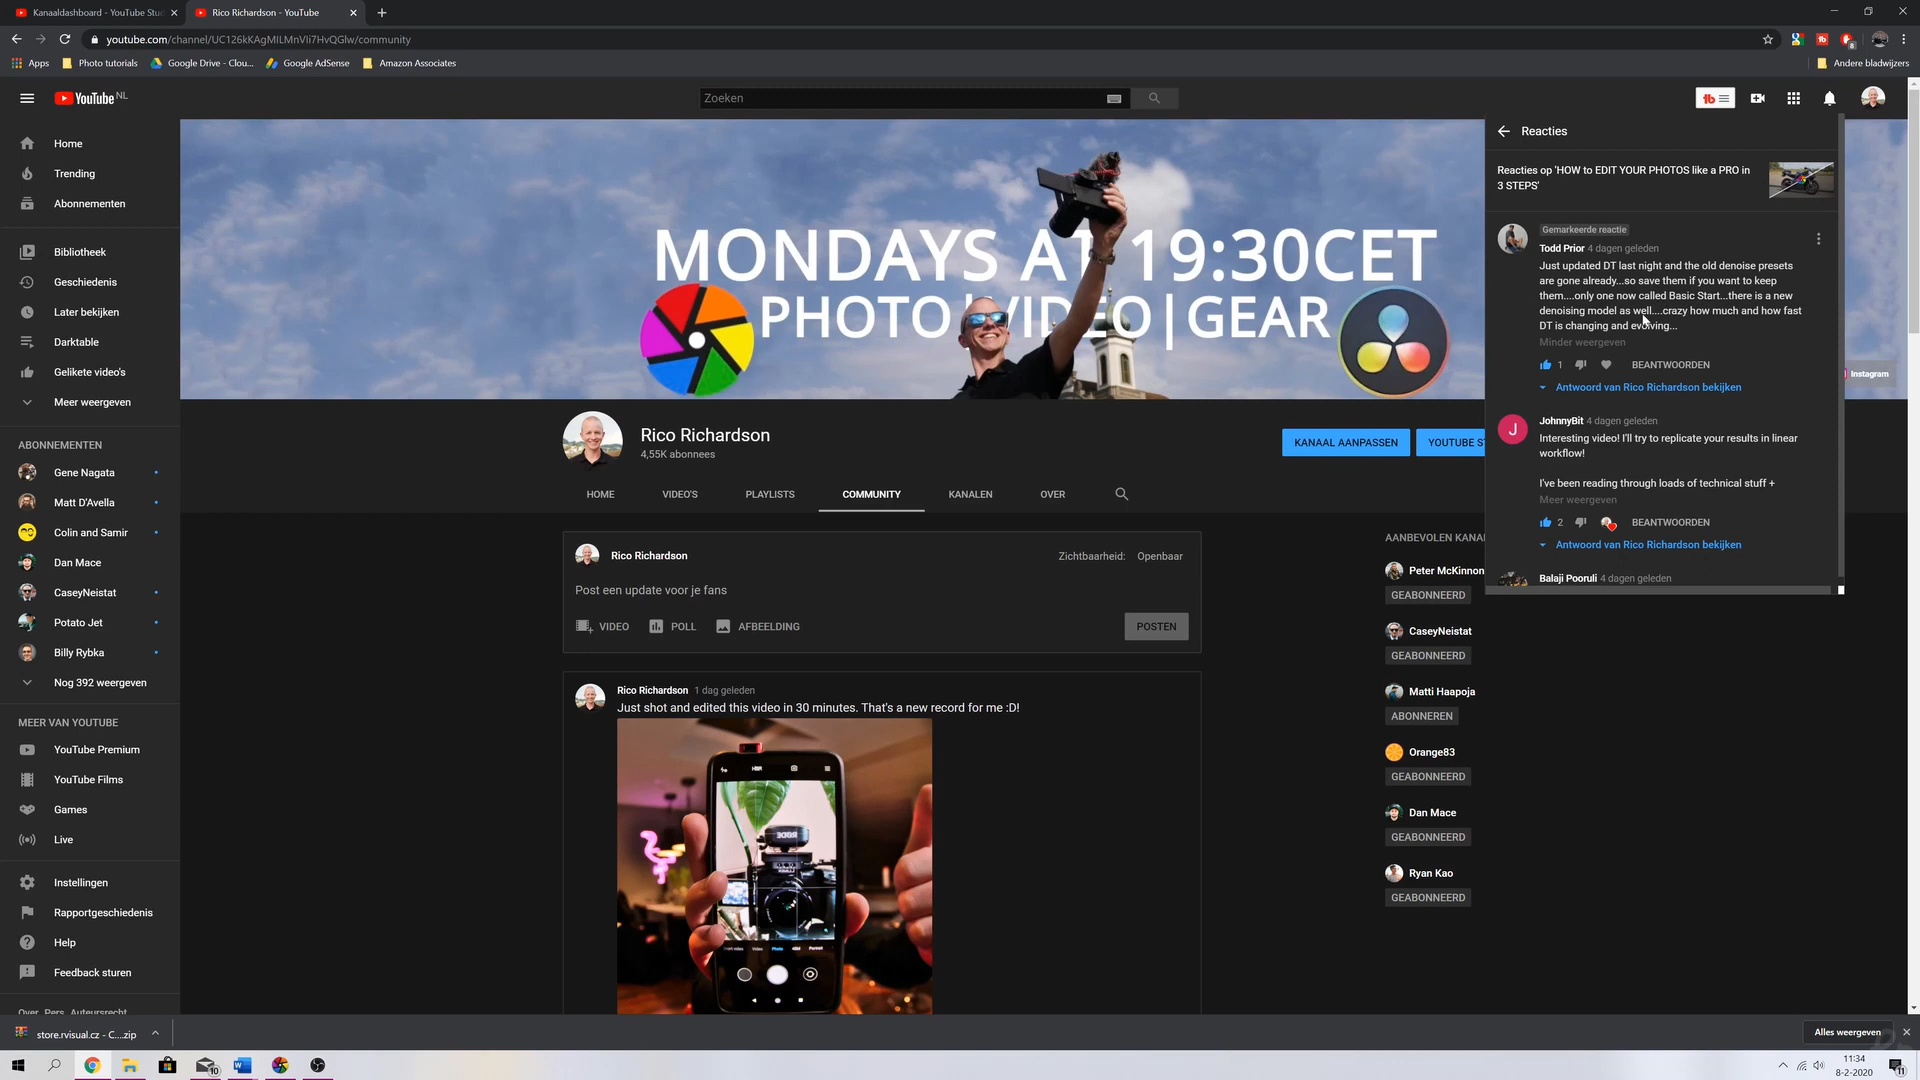 Kanaaldashboard - YouTube Stu
Rico Richardson - YouTube
youtube.com/channel/UC126kKAgMILMnVIi7HvQGlw/community
Apps
Photo tutorials
Google Drive - Clou...
Google AdSense
Amazon Associates
Andere bladwijzers
YouTube NL
Zoeken
Home
Trending
Abonnementen
Bibliotheek
Geschiedenis
Later bekijken
Darktable
Gelikete video's
Meer weergeven
ABONNEMENTEN
Gene Nagata
Matt D'Avella
Colin and Samir
Dan Mace
CaseyNeistat
Potato Jet
Billy Rybka
Nog 392 weergeven
MEER VAN YOUTUBE
YouTube Premium
YouTube Films
Games
Live
Instellingen
Rapportgeschiedenis
Help
Feedback sturen
Over Pers Auteursrecht
MONDAYS AT 19:30CET
PHOTO|VIDEO|GEAR
Instagram
Rico Richardson
4,55K abonnees
KANAAL AANPASSEN
YOUTUBE S
HOME
VIDEO'S
PLAYLISTS
COMMUNITY
KANALEN
OVER
Rico Richardson
Zichtbaarheid: Openbaar
Post een update voor je fans
VIDEO
POLL
AFBEELDING
POSTEN
Rico Richardson 1 dag geleden
Just shot and edited this video in 30 minutes. That's a new record for me :D!
AANBEVOLEN KANA
Peter McKinnon
GEABONNEERD
CaseyNeistat
GEABONNEERD
Matti Haapoja
ABONNEREN
Orange83
GEABONNEERD
Dan Mace
GEABONNEERD
Ryan Kao
GEABONNEERD
Reacties
Reacties op 'HOW to EDIT YOUR PHOTOS like a PRO in
3 STEPS'
Gemarkeerde reactie
Todd Prior 4 dagen geleden
Just updated DT last night and the old denoise presets
are gone already...so save them if you want to keep
them....only one now called Basic Start...there is a new
denoising model as well....crazy how much and how fast
DT is changing and evolving...
Minder weergeven
1
BEANTWOORDEN
Antwoord van Rico Richardson bekijken
J
JohnnyBit 4 dagen geleden
Interesting video! I'll try to replicate your results in linear
workflow!
I've been reading through loads of technical stuff +
Meer weergeven
2
BEANTWOORDEN
Antwoord van Rico Richardson bekijken
Balaji Pooruli 4 dagen geleden
store.rvisual.cz - C....zip
Alles weergeven
10
11:34
8-2-2020
11